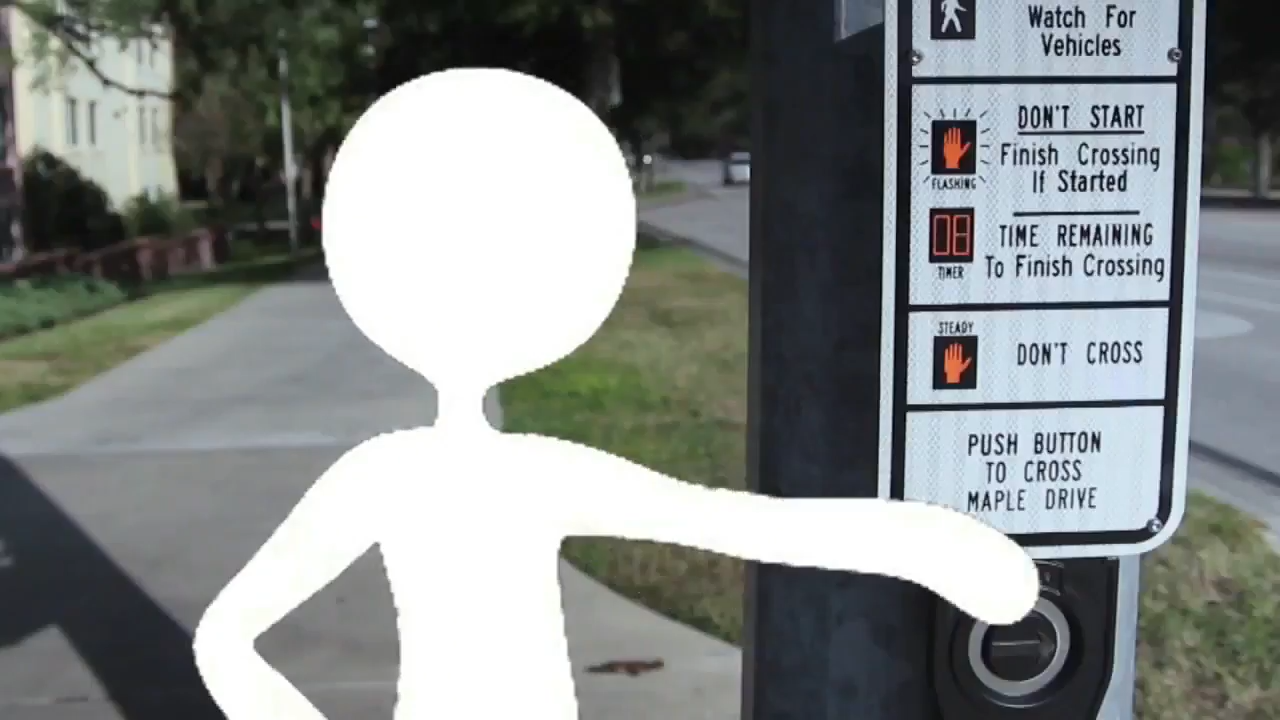 Watch For
Vehicles
DON'T START
Finish Crossing
If Started
FLASHING
08
TIME REMAINING
To Finish Crossing
TIMER
STEADY
DON'T CROSS
PUSH BUTTON
TO CROSS
MAPLE DRIVE